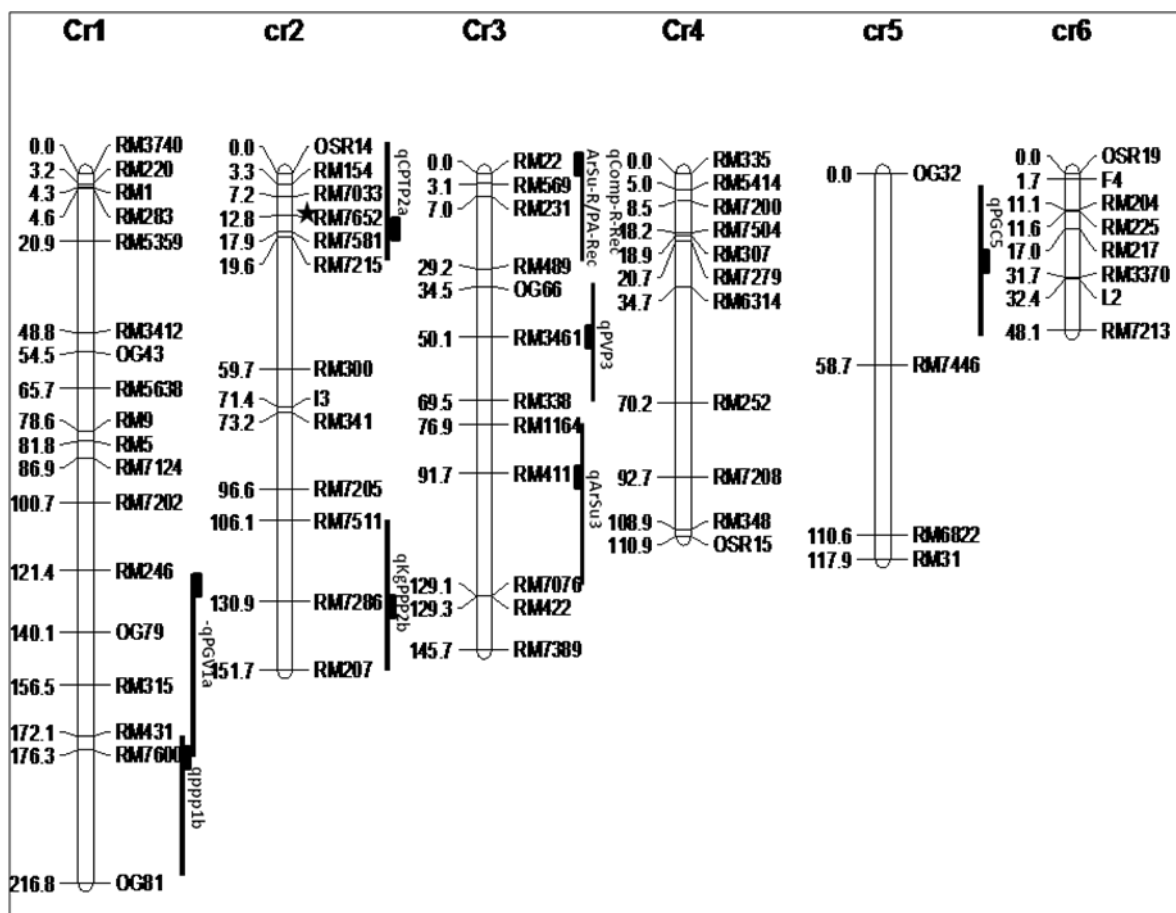 Cr1 cr2 Cr3 Cr4 cr5 cr6
0.0 RM3740
3.2 RM220
4.3 RM1
4.6 RM283
20.9 RM5359
48.8 RM3412
54.5 OG43
65.7 RM5638
78.6 RM9
81.8 RM5
86.9 RM7124
100.7 RM7202
121.4 RM246
140.1 OG79
156.5 RM315
172.1 RM431
176.3 RM7600
216.8 OG81
-qPGV1a
qppp1b
0.0 OSR14
3.3 RM154
7.2 RM7033
12.8 RM7652
17.9 RM7581
19.6 RM7215
59.7 RM300
71.4 I3
73.2 RM341
96.6 RM7205
106.1 RM7511
130.9 RM7286
151.7 RM207
qCPTP2a
qKgPPP2b
0.0 RM22
3.1 RM569
7.0 RM231
29.2 RM489
34.5 OG66
50.1 RM3461
69.5 RM338
76.9 RM1164
91.7 RM411
129.1 RM7076
129.3 RM422
145.7 RM7389
ArSu-R/PA-Rec
qComp-R-Rec
qPVP3
qArSu3
0.0 RM335
5.0 RM5414
8.5 RM7200
18.2 RM7504
18.9 RM307
20.7 RM7279
34.7 RM6314
70.2 RM252
92.7 RM7208
108.9 RM348
110.9 OSR15
0.0 OG32
58.7 RM7446
110.6 RM6822
117.9 RM31
qPGC5
0.0 OSR19
1.7 F4
11.1 RM204
11.6 RM225
17.0 RM217
31.7 RM3370
32.4 L2
48.1 RM7213